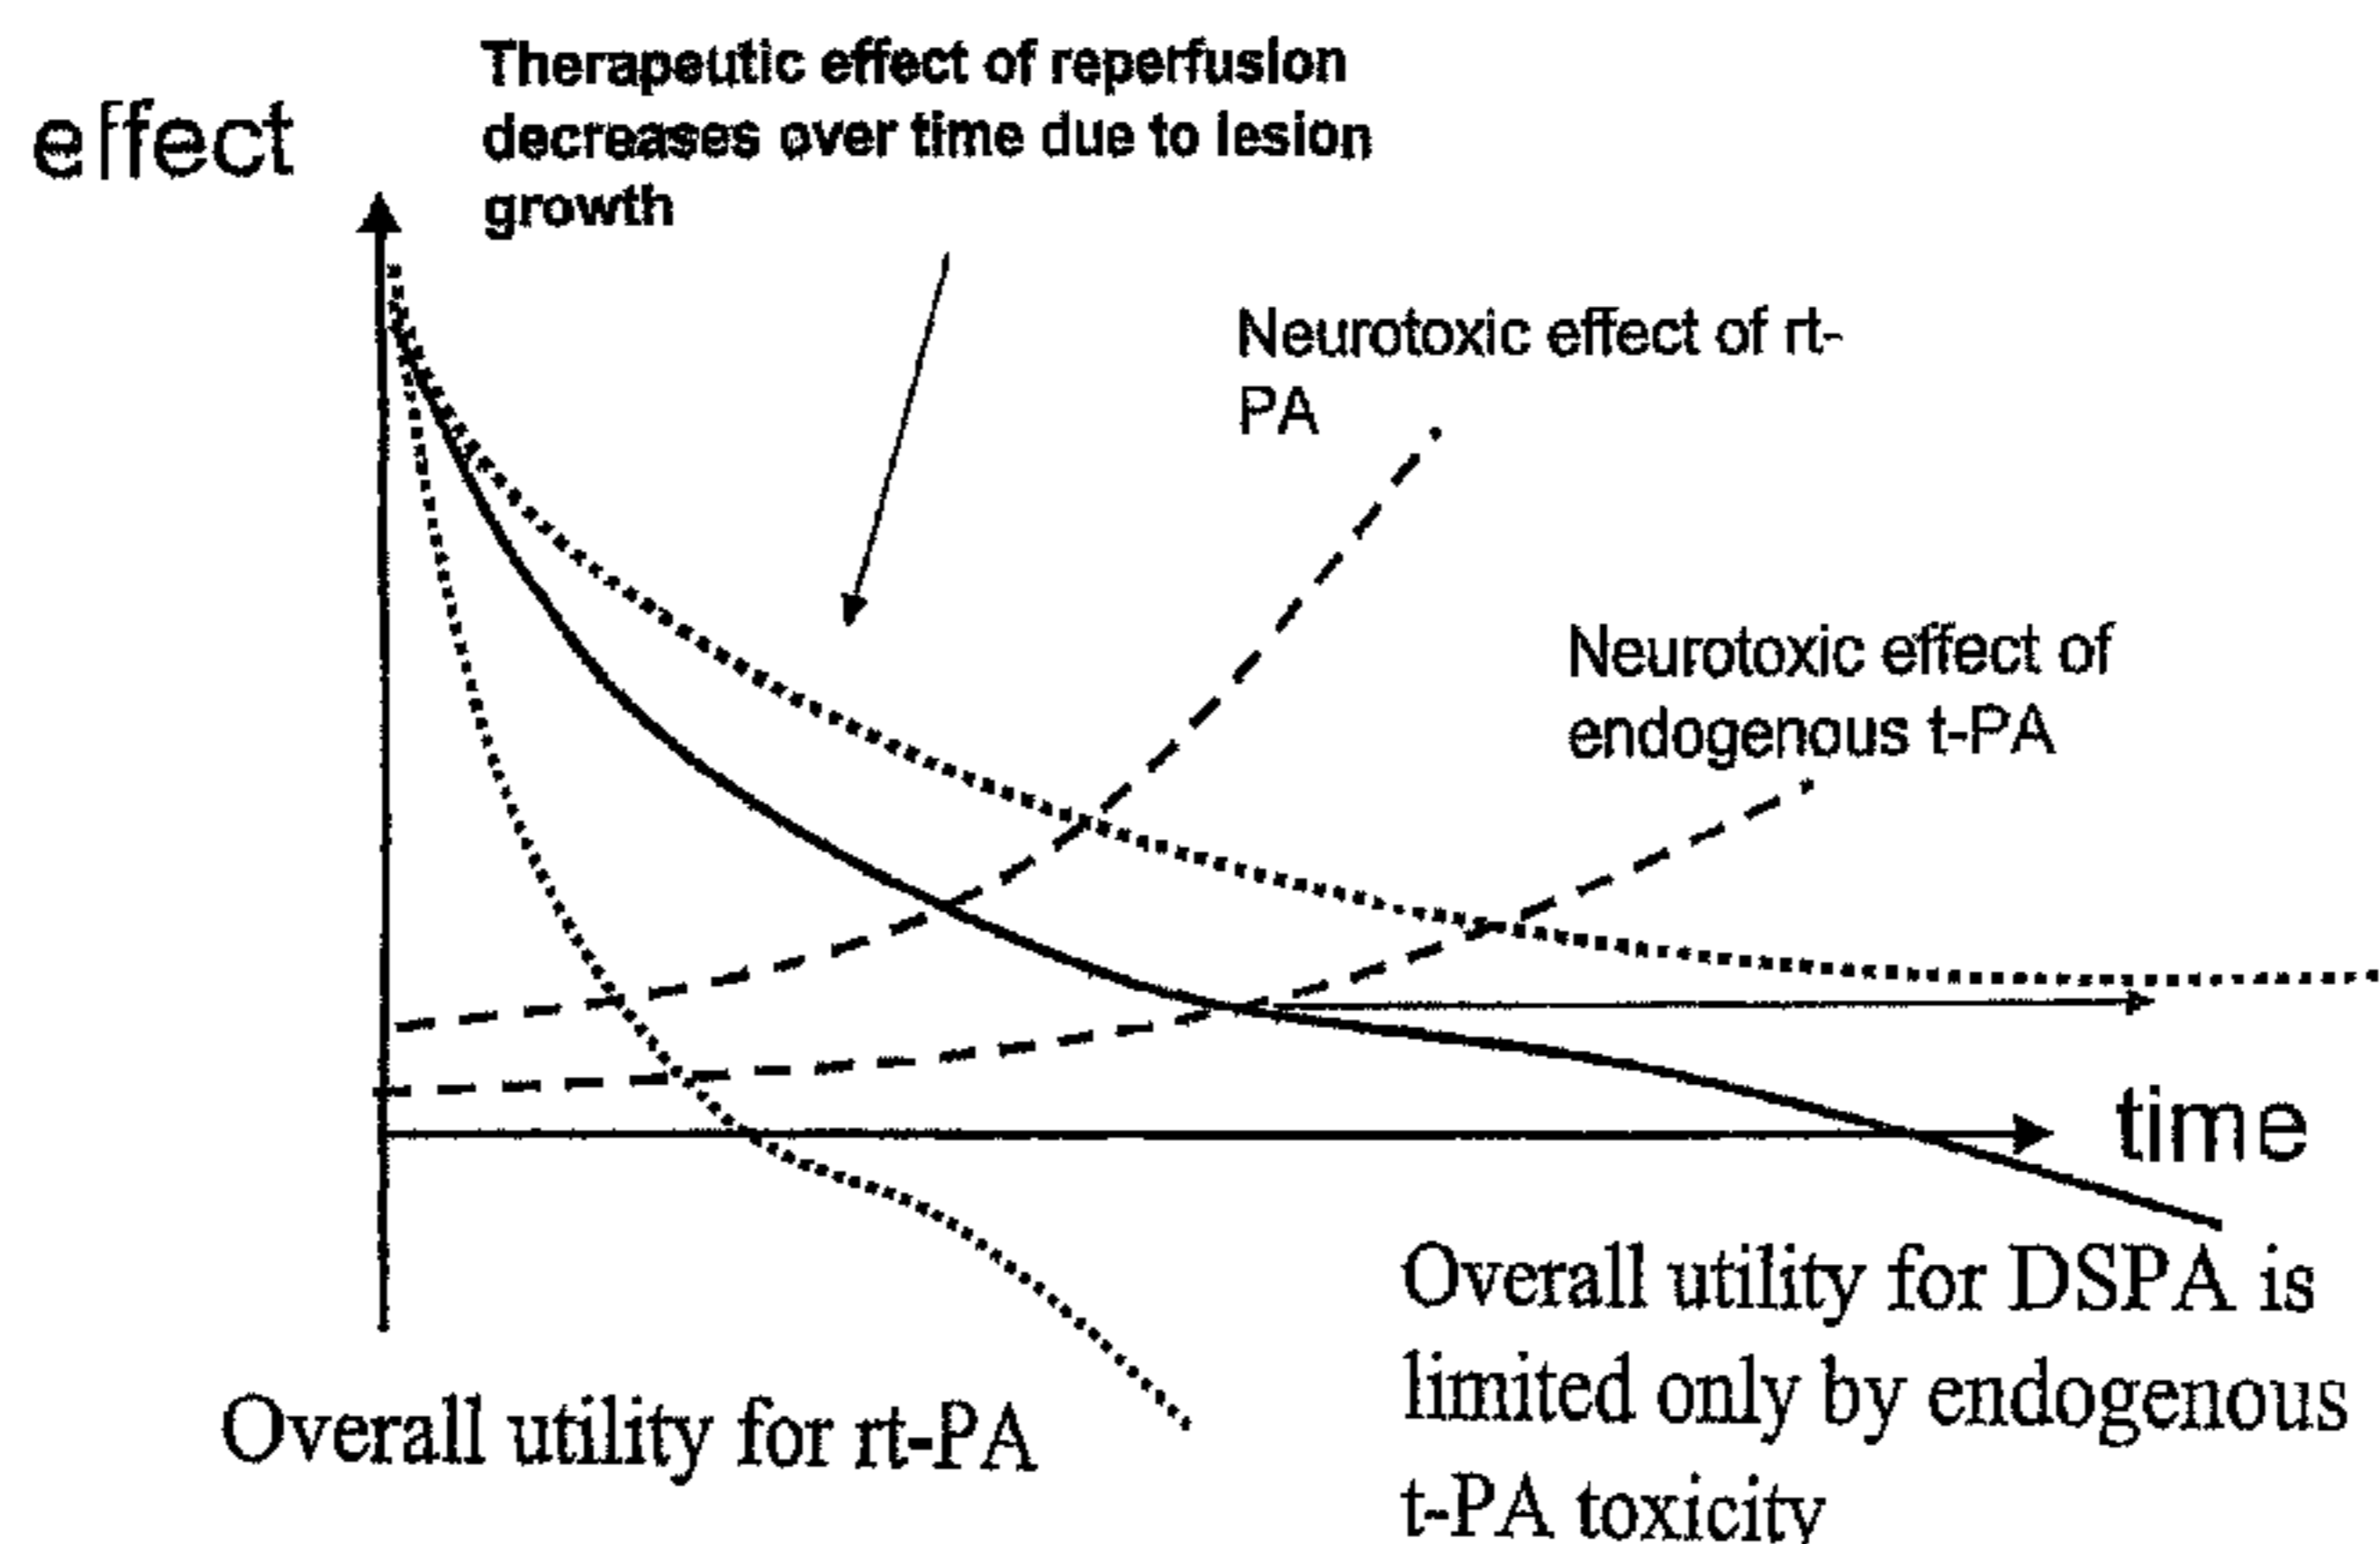 effect
Therapeutic effect of reperfusion
decreases over time due to lesion
growth
Neurotoxic effect of rt-
PA
Neurotoxic effect of
endogenous t-PA
time
Overall utility for rt-PA
Overall utility for DSPA is
limited only by endogenous
t-PA toxicity